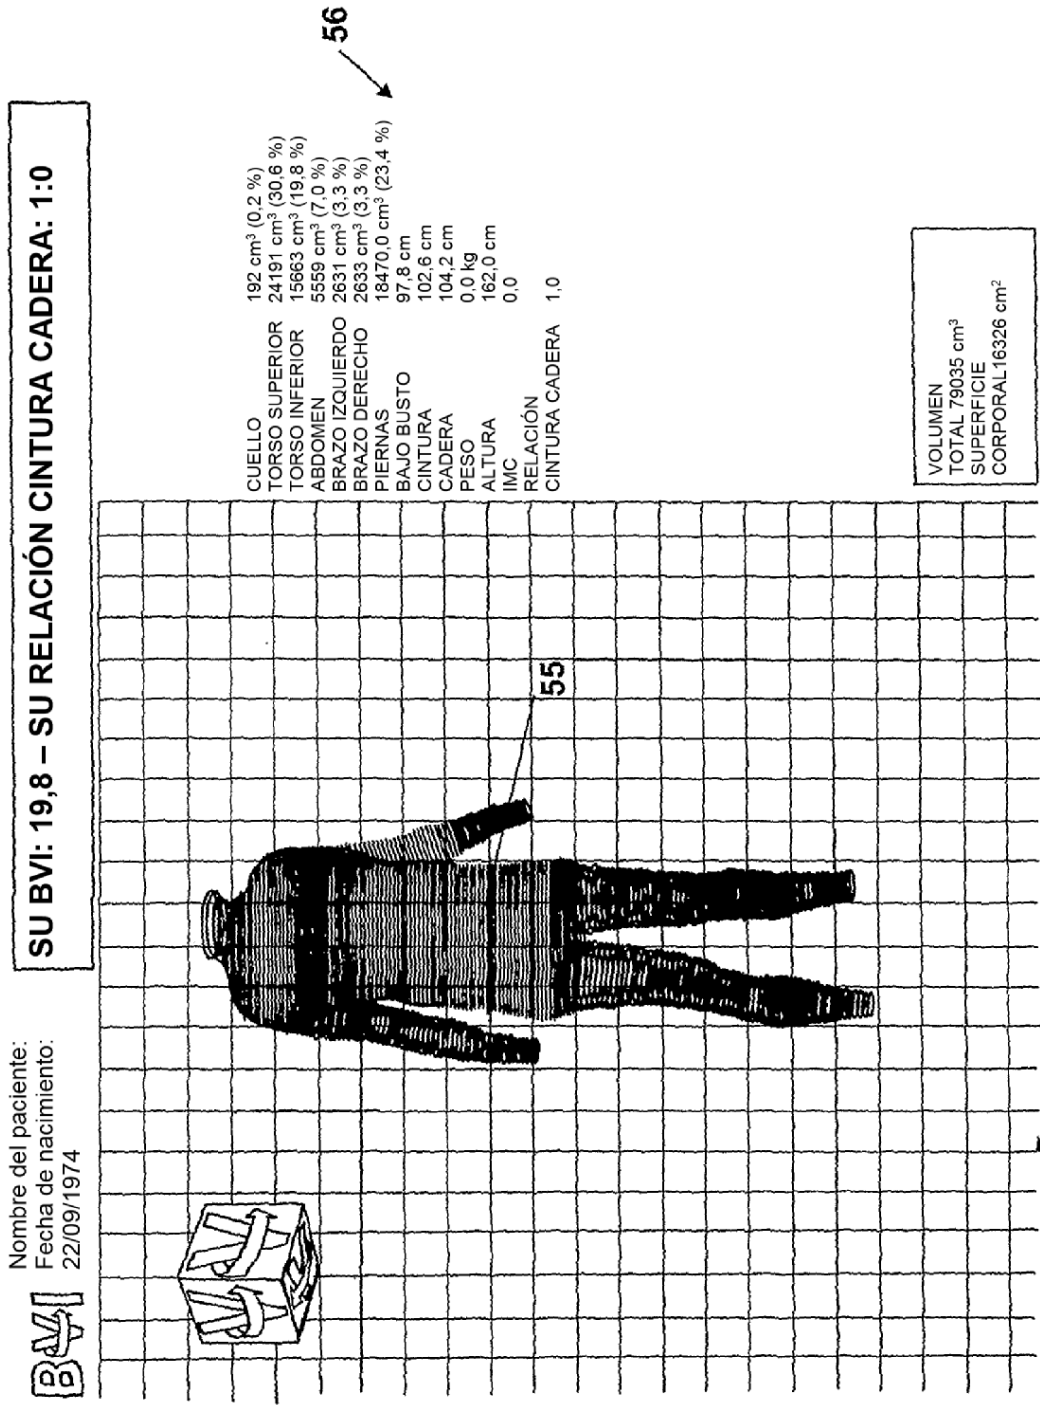 BVI
Nombre del paciente:
Fecha de nacimiento:
22/09/1974
SU BVI: 19,8 – SU RELACIÓN CINTURA CADERA: 1:0
CUELLO 192 cm³ (0,2 %)
TORSO SUPERIOR 24191 cm³ (30,6 %)
TORSO INFERIOR 15663 cm³ (19,8 %)
ABDOMEN 5559 cm³ (7,0 %)
BRAZO IZQUIERDO 2631 cm³ (3,3 %)
BRAZO DERECHO 2633 cm³ (3,3 %)
PIERNAS 18470,0 cm³ (23,4 %)
BAJO BUSTO 97,8 cm
CINTURA 102,6 cm
CADERA 104,2 cm
PESO 0,0 kg
ALTURA 162,0 cm
IMC 0,0
RELACIÓN
CINTURA CADERA 1,0
56
55
VOLUMEN
TOTAL 79035 cm³
SUPERFICIE
CORPORAL16326 cm²